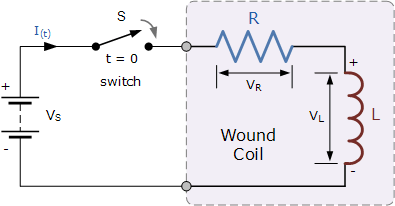 S
I(t)
t = 0
switch
+
VS
-
R
VR
+
VL
L
-
Wound
Coil